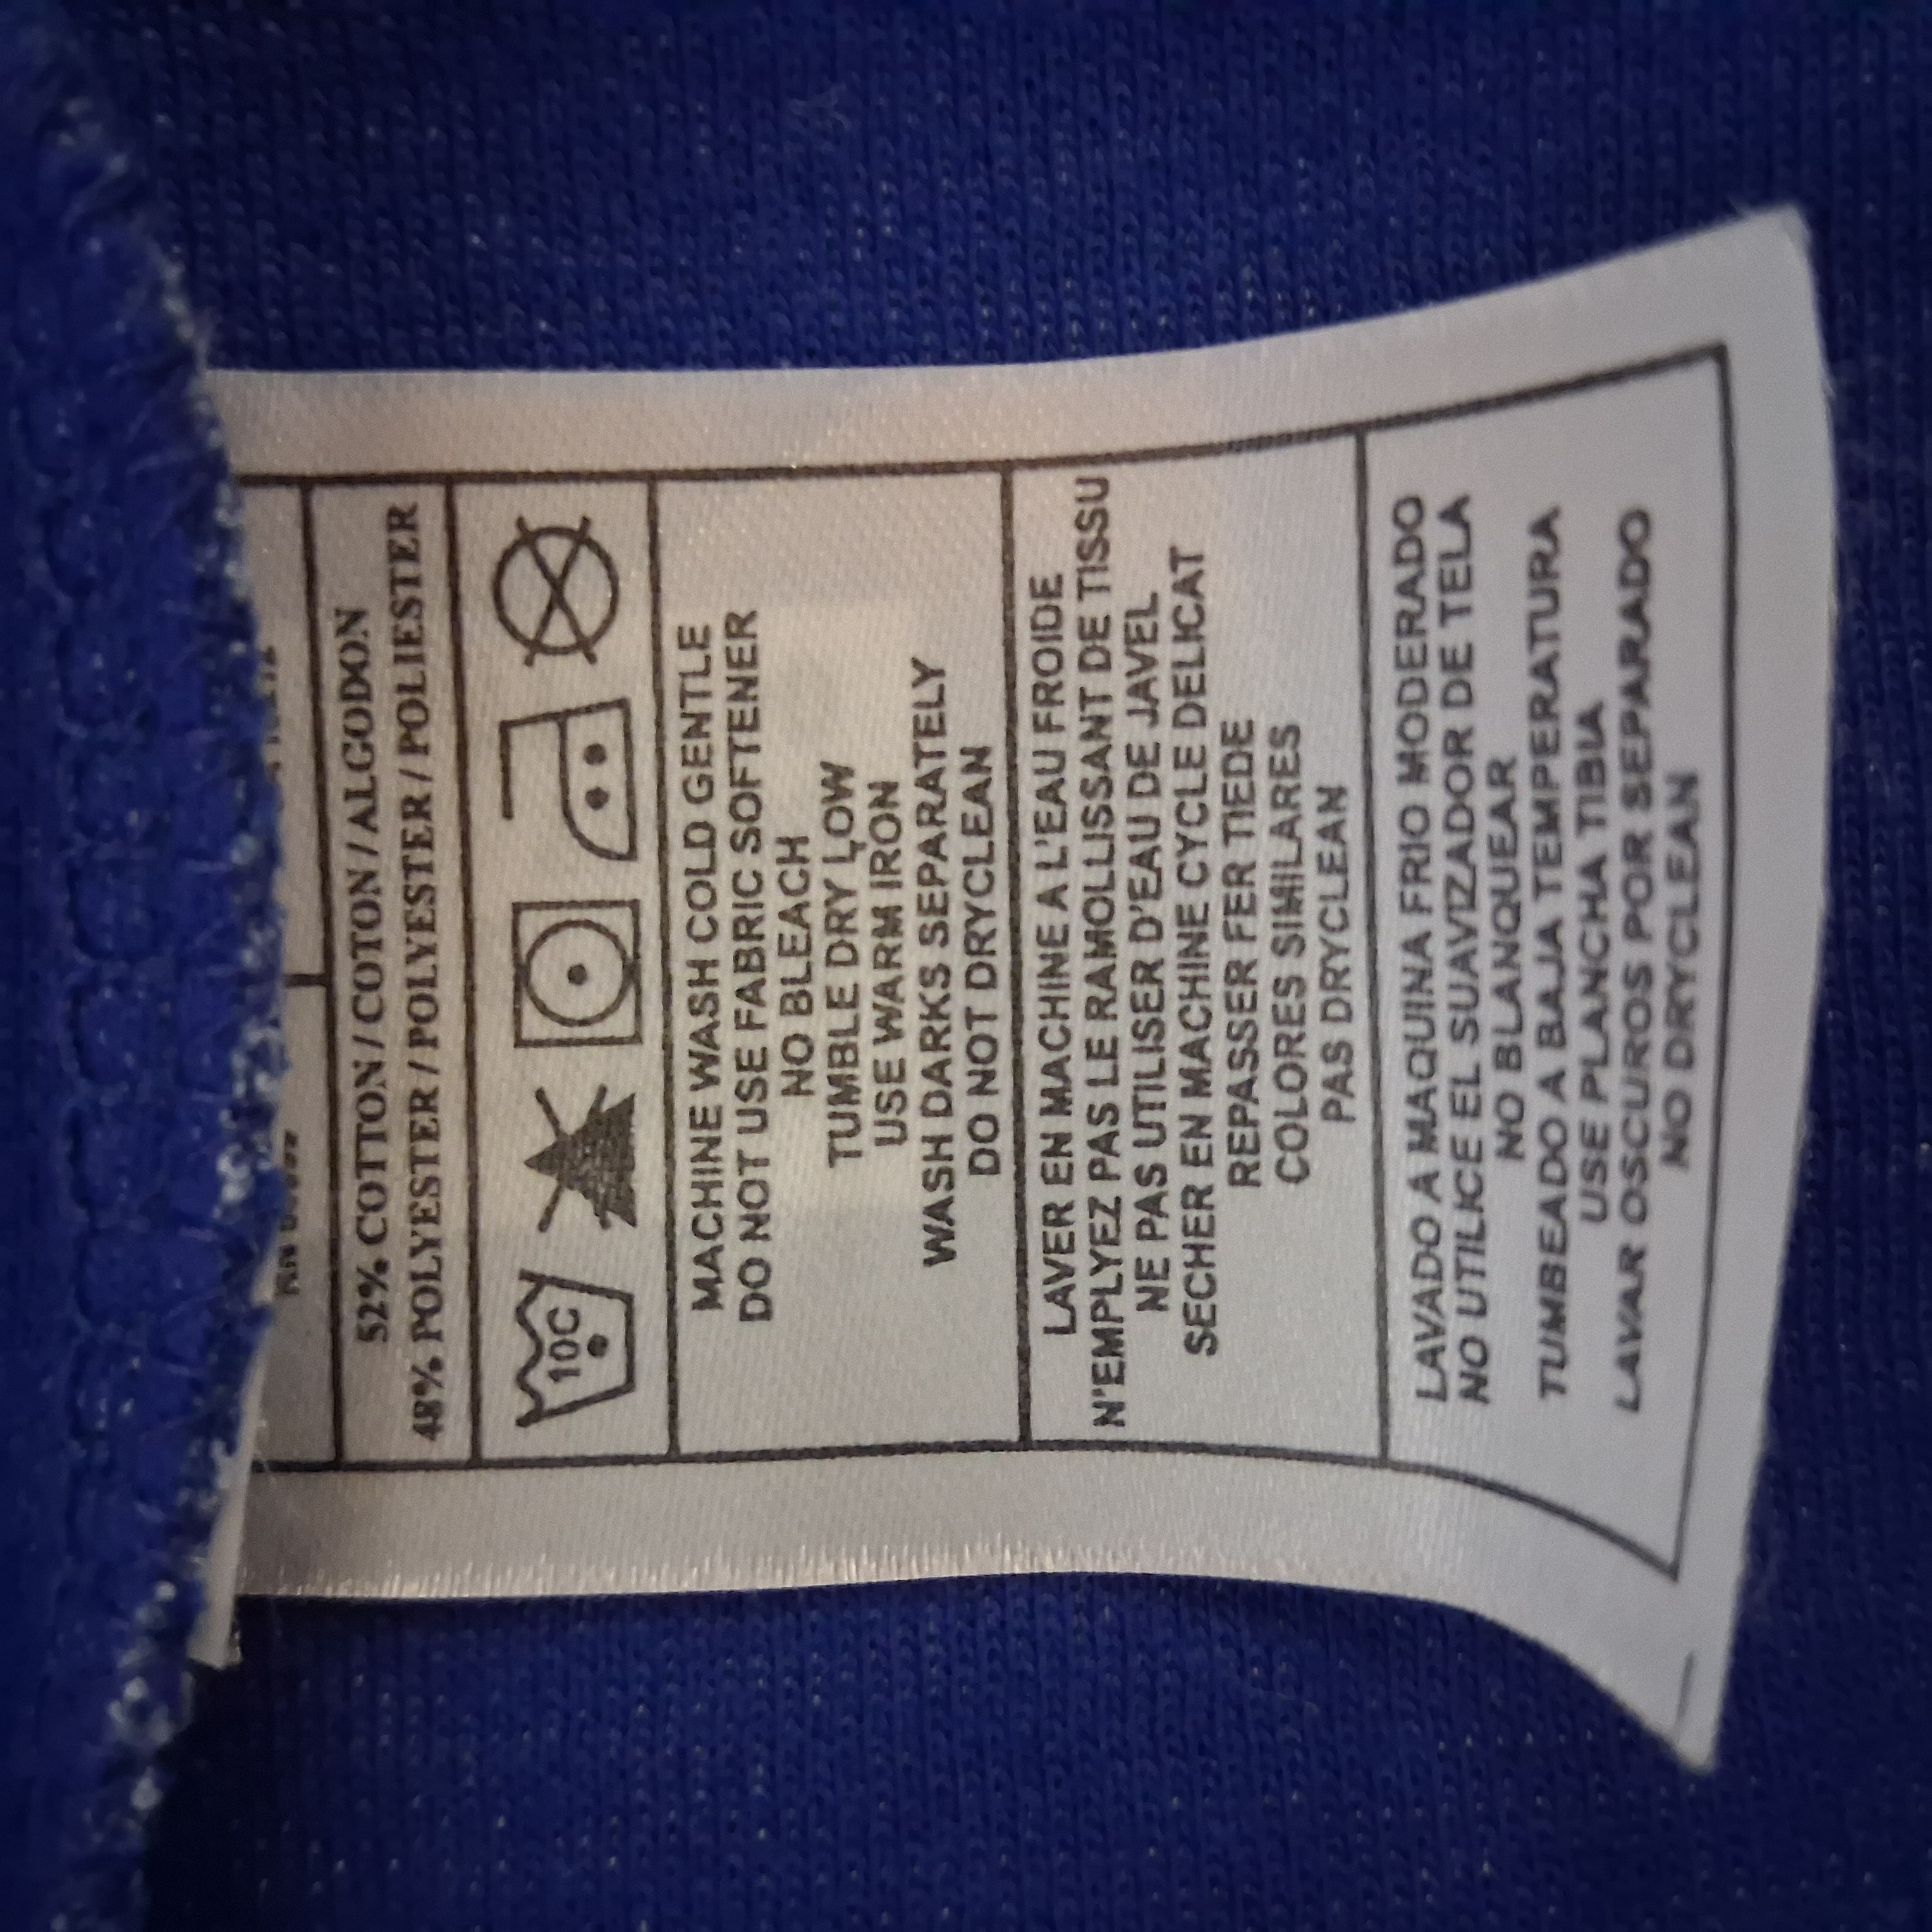 52% COTTON / COTON / ALGODON
48% POLYESTER / POLYESTER / POLIESTER
10C
MACHINE WASH COLD GENTLE
DO NOT USE FABRIC SOFTENER
NO BLEACH
TUMBLE DRY LOW
USE WARM IRON
WASH DARKS SEPARATELY
DO NOT DRYCLEAN
LAVER EN MACHINE A L'EAU FROIDE
N'EMPLYEZ PAS LE RAMOLLISSANT DE TISSU
NE PAS UTILISER D'EAU DE JAVEL
SECHER EN MACHINE CYCLE DELICAT
REPASSER FER TIEDE
COLORES SIMILARES
PAS DRYCLEAN
LAVADO A MAQUINA FRIO MODERADO
NO UTILICE EL SUAVIZADOR DE TELA
NO BLANQUEAR
TUMBEADO A BAJA TEMPERATURA
USE PLANCHA TIBIA
LAVAR OSCUROS POR SEPARADO
NO DRYCLEAN